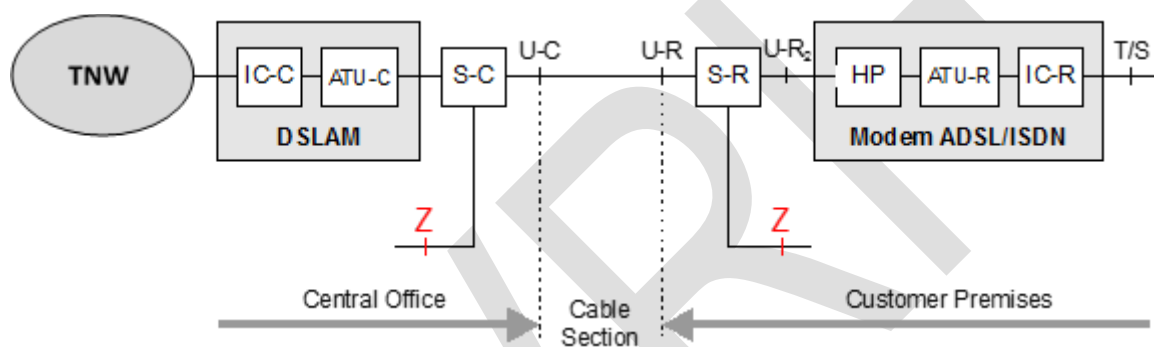 U-C
U-R
U-R₂
T/S
TNW
IC-C
ATU-C
S-C
S-R
HP
ATU-R
IC-R
DSLAM
Modem ADSL/ISDN
Z
Z
Central Office
Cable
Section
Customer Premises